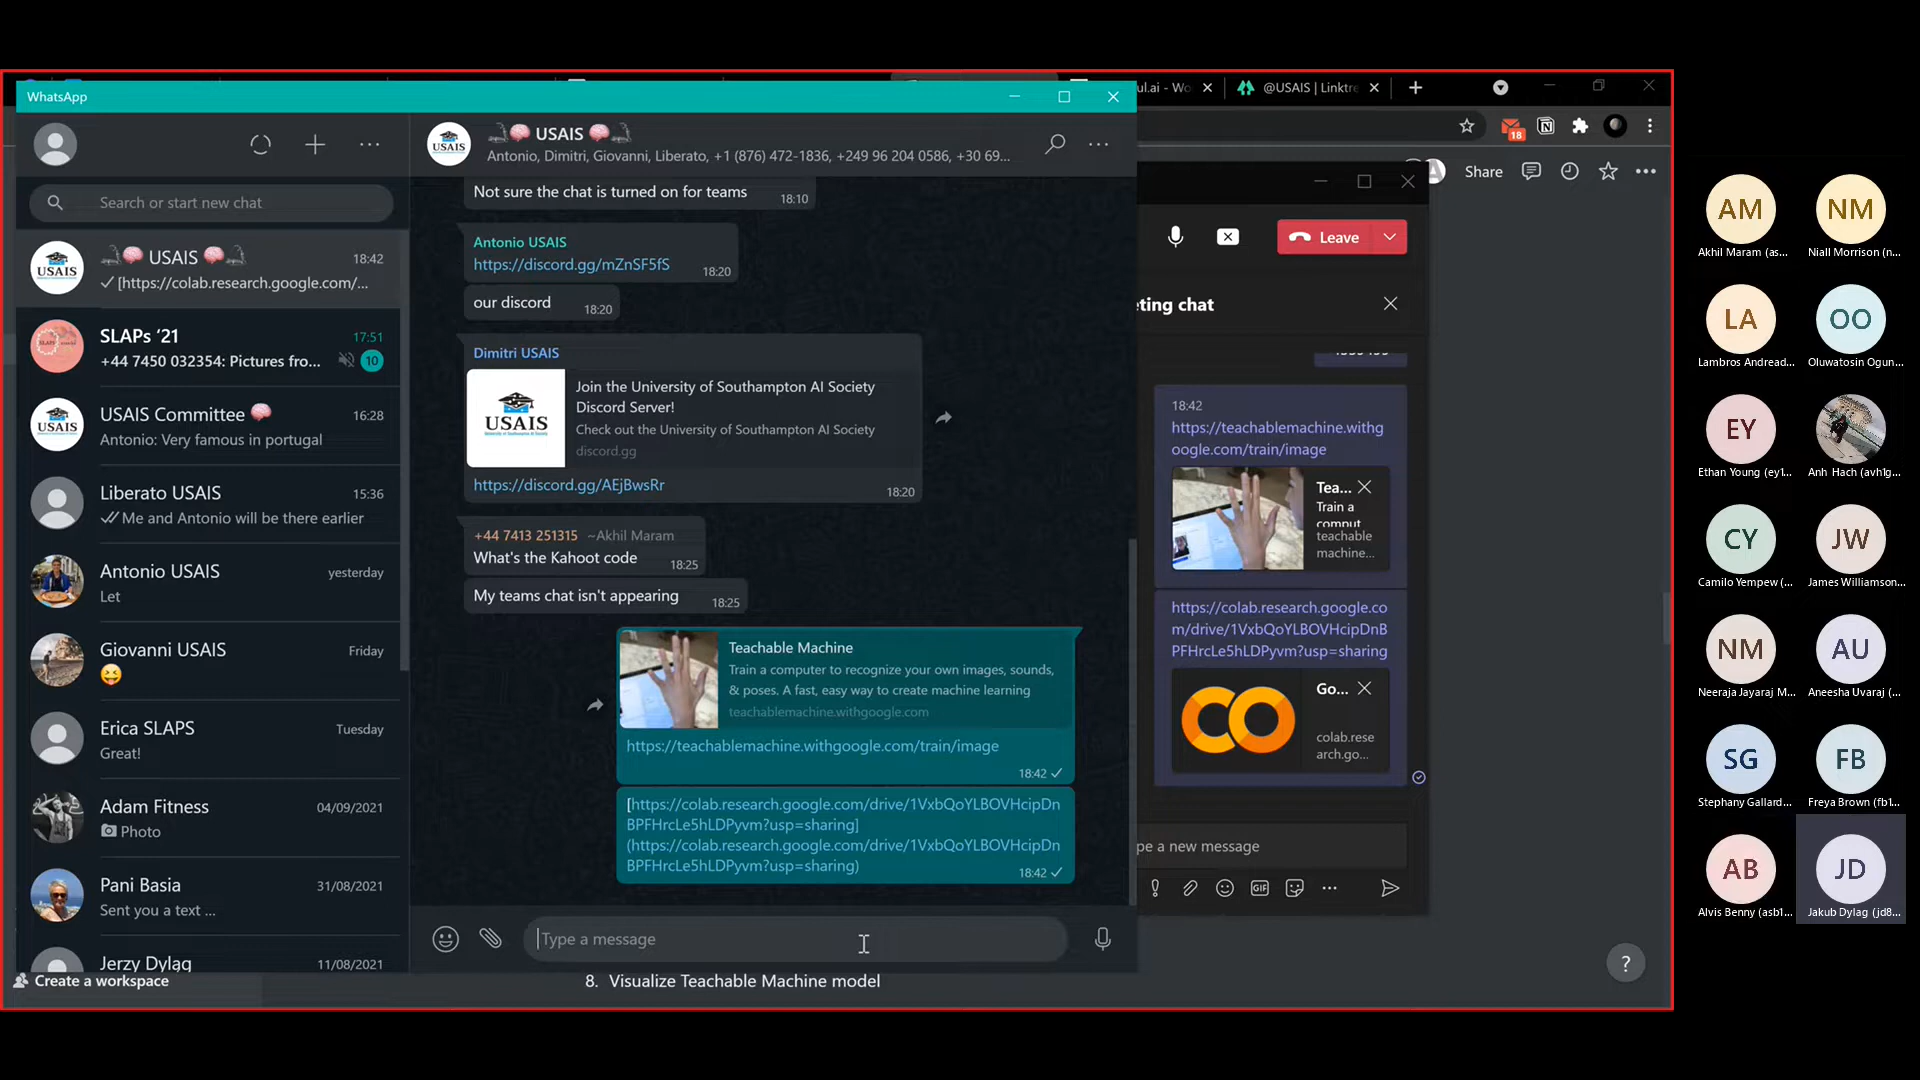 WhatsApp
ul.ai - Wo
@USAIS | Linktre
18
Search or start new chat
USAIS
18:42
[https://colab.research.google.com/...
SLAPs '21
17:51
+44 7450 032354: Pictures fro...
10
USAIS Committee
16:28
Antonio: Very famous in portugal
Liberato USAIS
15:36
Me and Antonio will be there earlier
Antonio USAIS
yesterday
Let
Giovanni USAIS
Friday
Erica SLAPS
Tuesday
Great!
Adam Fitness
04/09/2021
Photo
Pani Basia
31/08/2021
Sent you a text ...
Jerzy Dylag
11/08/2021
Create a workspace
USAIS
USAIS
Antonio, Dimitri, Giovanni, Liberato, +1 (876) 472-1836, +249 96 204 0586, +30 69...
Not sure the chat is turned on for teams
18:10
Antonio USAIS
https://discord.gg/mZnSF5fS
18:20
our discord
18:20
Dimitri USAIS
USAIS
Join the University of Southampton AI Society
Discord Server!
Check out the University of Southampton AI Society
discord.gg
https://discord.gg/AEjBwsRr
18:20
+44 7413 251315 ~Akhil Maram
What's the Kahoot code
18:25
My teams chat isn't appearing
18:25
Teachable Machine
Train a computer to recognize your own images, sounds,
& poses. A fast, easy way to create machine learning
teachablemachine.withgoogle.com
https://teachablemachine.withgoogle.com/train/image
18:42
[https://colab.research.google.com/drive/1VxbQoYLBOVHcipDn
BPFHrcLe5hLDPyvm?usp=sharing]
(https://colab.research.google.com/drive/1VxbQoYLBOVHcipDn
BPFHrcLe5hLDPyvm?usp=sharing)
18:42
Type a message
8. Visualize Teachable Machine model
Share
Leave
eting chat
18:42
https://teachablemachine.withg
oogle.com/train/image
Tea...
Train a
comput
teachable
machine...
https://colab.research.google.co
m/drive/1VxbQoYLBOVHcipDnB
PFHrcLe5hLDPyvm?usp=sharing
Go...
colab.rese
arch.go...
pe a new message
GIF
?
AM
Akhil Maram (as...
NM
Niall Morrison (n...
LA
Lambros Andread...
OO
Oluwatosin Ogun...
EY
Ethan Young (ey1...
Anh Hach (avh1g...
CY
Camilo Yempew (...
JW
James Williamson...
NM
Neeraja Jayaraj M...
AU
Aneesha Uvaraj (...
SG
Stephany Gallard...
FB
Freya Brown (fb1...
AB
Alvis Benny (asb1...
JD
Jakub Dylag (jd8...